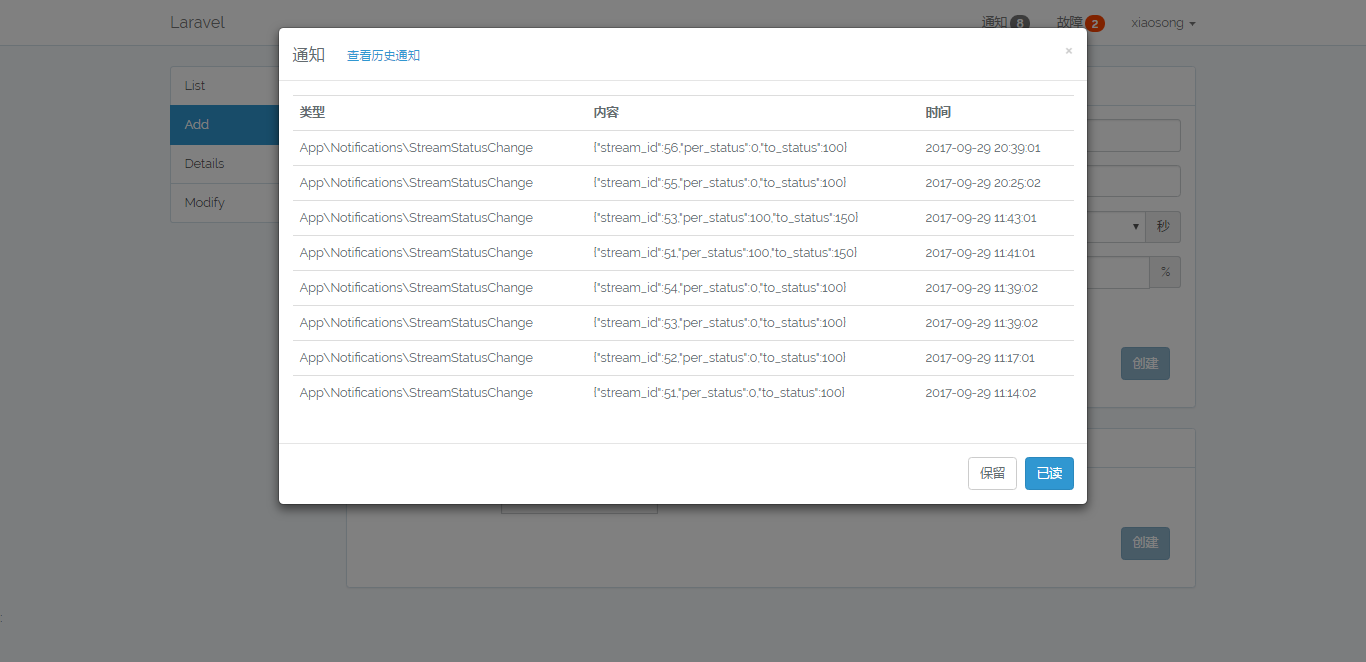 Laravel 通知 8 故障 2 xiaosong
通知 查看历史通知 ×
List
Add
Details
Modify
类型 内容 时间
App\Notifications\StreamStatusChange {"stream_id":56,"per_status":0,"to_status":100} 2017-09-29 20:39:01
App\Notifications\StreamStatusChange {"stream_id":55,"per_status":0,"to_status":100} 2017-09-29 20:25:02
App\Notifications\StreamStatusChange {"stream_id":53,"per_status":100,"to_status":150} 2017-09-29 11:43:01
App\Notifications\StreamStatusChange {"stream_id":51,"per_status":100,"to_status":150} 2017-09-29 11:41:01
App\Notifications\StreamStatusChange {"stream_id":54,"per_status":0,"to_status":100} 2017-09-29 11:39:02
App\Notifications\StreamStatusChange {"stream_id":53,"per_status":0,"to_status":100} 2017-09-29 11:39:02
App\Notifications\StreamStatusChange {"stream_id":52,"per_status":0,"to_status":100} 2017-09-29 11:17:01
App\Notifications\StreamStatusChange {"stream_id":51,"per_status":0,"to_status":100} 2017-09-29 11:14:02
秒
%
创建
保留 已读
创建